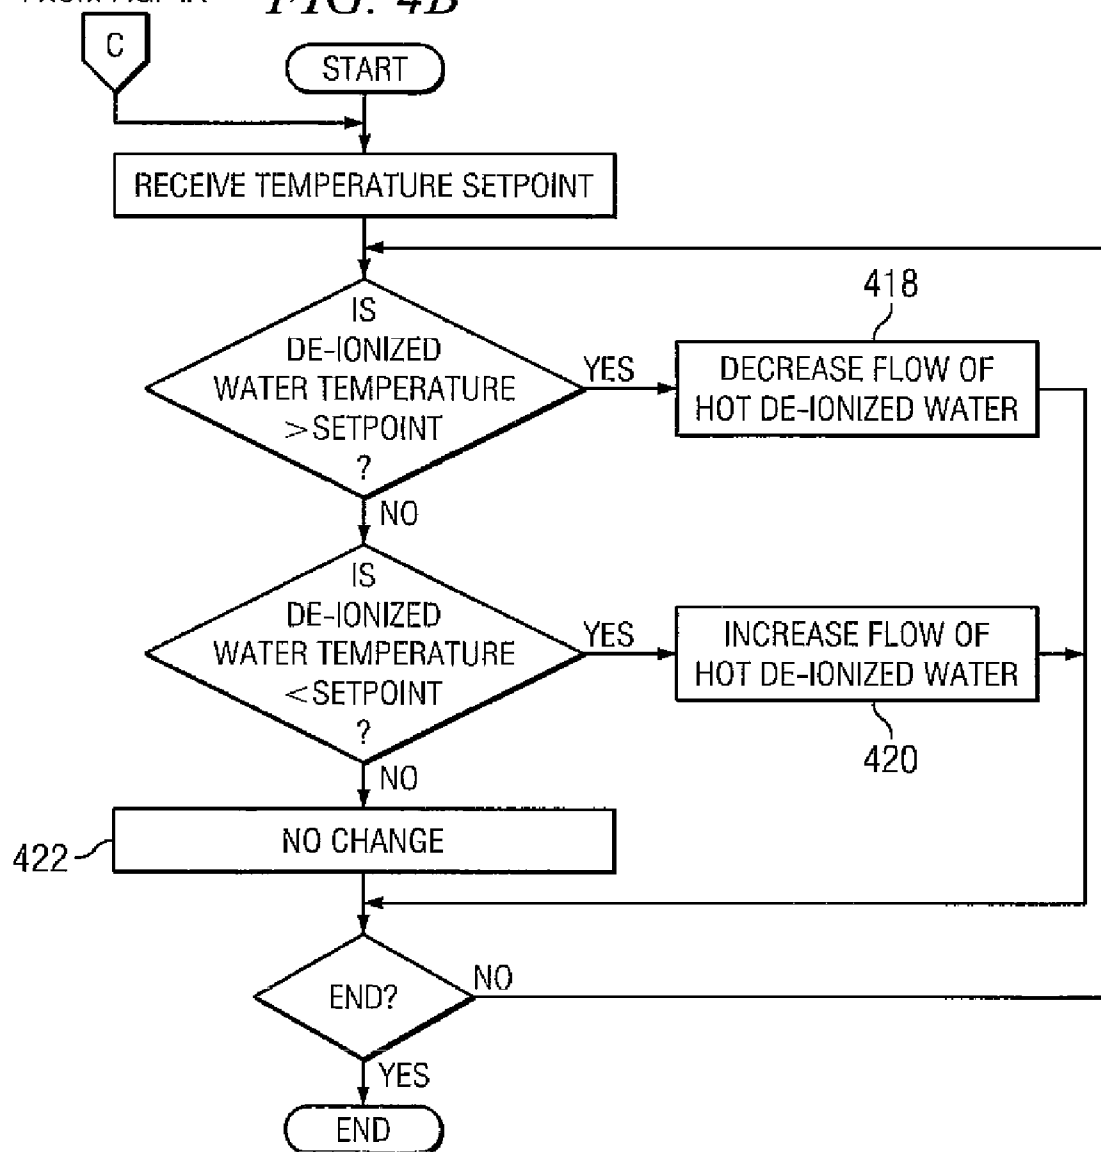 FIG. 4B
C
START
RECEIVE TEMPERATURE SETPOINT
418
IS
DE-IONIZED
WATER TEMPERATURE
>SETPOINT
?
YES
DECREASE FLOW OF
HOT DE-IONIZED WATER
NO
IS
DE-IONIZED
WATER TEMPERATURE
<SETPOINT
?
YES
INCREASE FLOW OF
HOT DE-IONIZED WATER
420
NO
422
NO CHANGE
END?
NO
YES
END